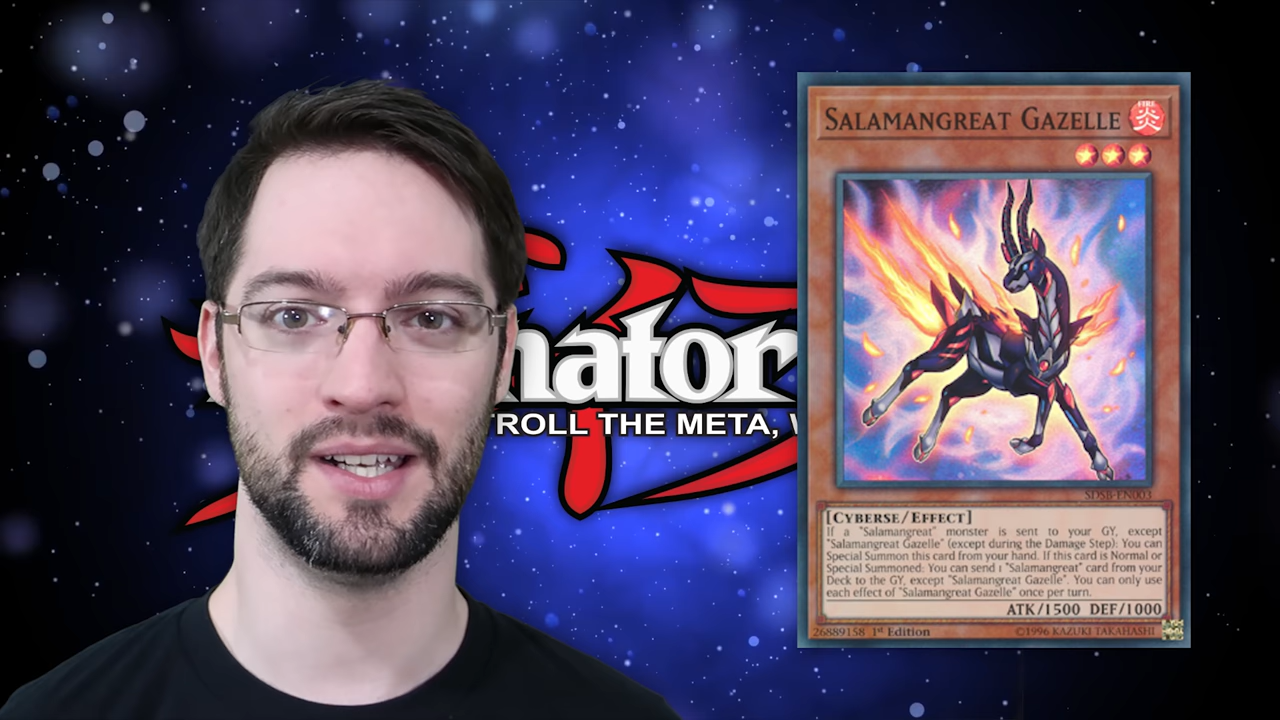 nator
TROLL THE META, W
SALAMANGREAT GAZELLE
FIRE
炎
SDSB-EN003
[CYBERSE/EFFECT]
If a "Salamangreat" monster is sent to your GY, except
"Salamangreat Gazelle" (except during the Damage Step): You can
Special Summon this card from your hand. If this card is Normal or
Special Summoned: You can send 1 "Salamangreat" card from your
Deck to the GY, except "Salamangreat Gazelle". You can only use
each effect of "Salamangreat Gazelle" once per turn.
ATK/1500 DEF/1000
26889158 1st Edition ©1996 KAZUKI TAKAHASHI